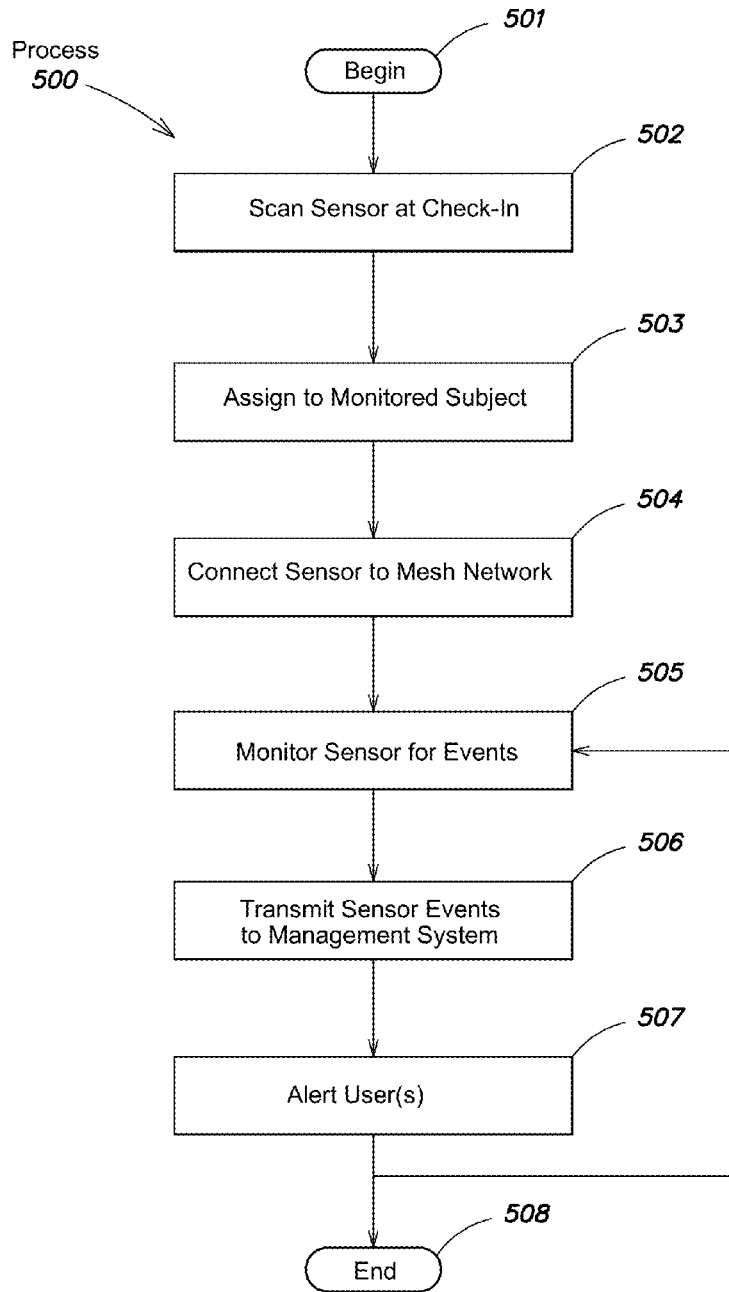 Process
500
501
Begin
502
Scan Sensor at Check-In
503
Assign to Monitored Subject
504
Connect Sensor to Mesh Network
505
Monitor Sensor for Events
506
Transmit Sensor Events
to Management System
507
Alert User(s)
508
End